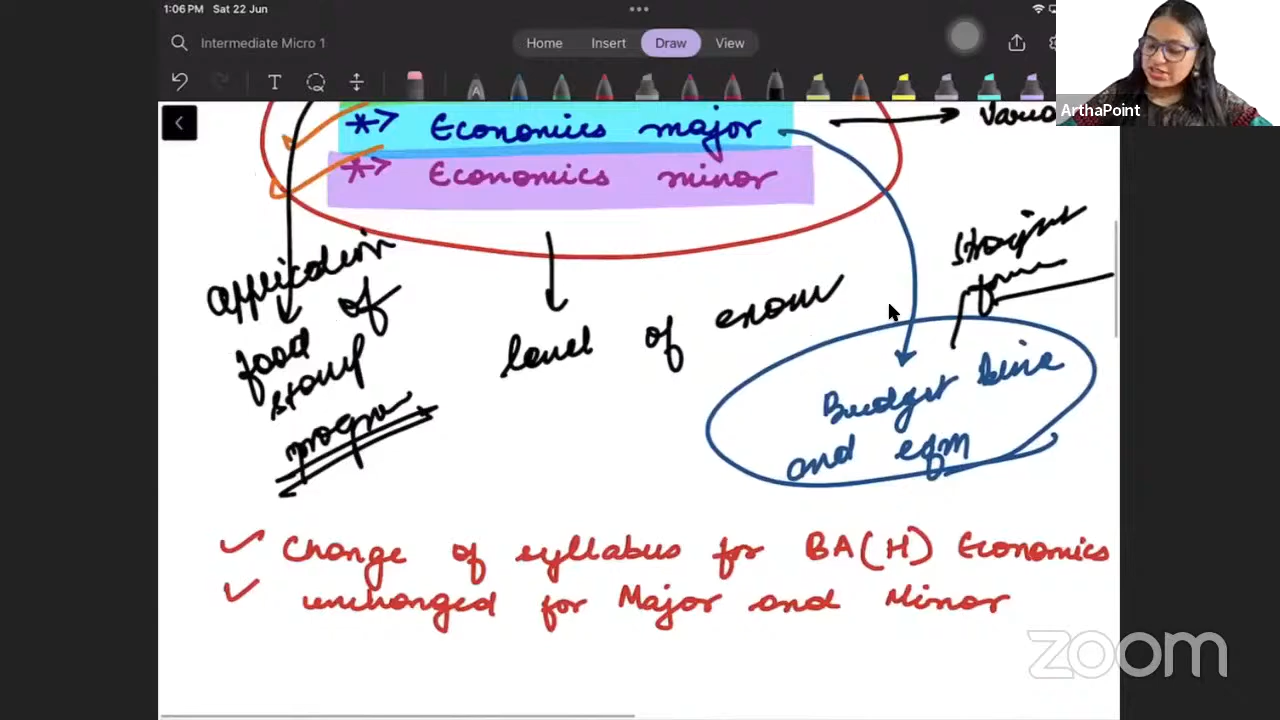 1:06 PM Sat 22 Jun
Intermediate Micro 1
Home Insert Draw View
ArthaPoint
*> Economics major
Vario
*> Economics minor
application
of
food
stamp
program
level of exam
straight
Budget line
and eqm
✓ Change of syllabus for BA(H) Economics
✓ unchanged for Major and Minor
zoom